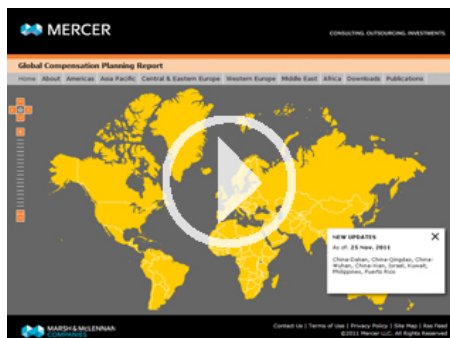 MERCER
CONSULTING. OUTSOURCING. INVESTMENTS.
Global Compensation Planning Report
Home About Americas Asia Pacific Central & Eastern Europe Western Europe Middle East Africa Downloads Publications
NEW UPDATES
As of: 25 Nov. 2011
China-Dalian, China-Qingdao, China-
Wuhan, China-Xian, Israel, Kuwait,
Philippines, Puerto Rico
MARSH & McLENNAN
COMPANIES
Contact Us | Terms of Use | Privacy Policy | Site Map | Rss Feed
©2011 Mercer LLC. All Rights Reserved